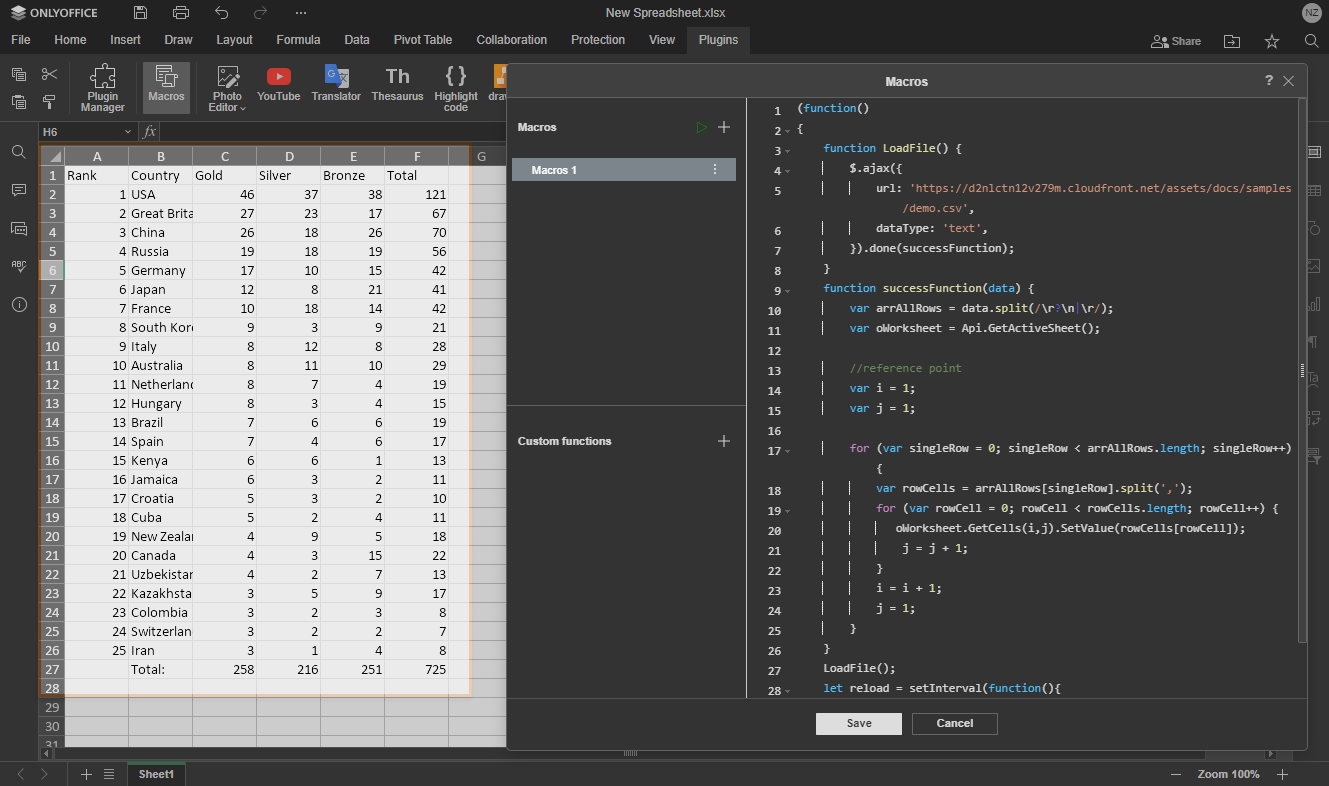 ONLYOFFICE
New Spreadsheet.xlsx
NZ
File Home Insert Draw Layout Formula Data Pivot Table Collaboration Protection View Plugins
Share
Plugin Manager
Macros
Photo Editor
YouTube
Translator
Th
Thesaurus
{ }
Highlight code
H6
fx
A B C D E F G
1 Rank Country Gold Silver Bronze Total
2 1 USA 46 37 38 121
3 2 Great Brita 27 23 17 67
4 3 China 26 18 26 70
5 4 Russia 19 18 19 56
6 5 Germany 17 10 15 42
7 6 Japan 12 8 21 41
8 7 France 10 18 14 42
9 8 South Kor 9 3 9 21
10 9 Italy 8 12 8 28
11 10 Australia 8 11 10 29
12 11 Netherland 8 7 4 19
13 12 Hungary 8 3 4 15
14 13 Brazil 7 6 6 19
15 14 Spain 7 4 6 17
16 15 Kenya 6 6 1 13
17 16 Jamaica 6 3 2 11
18 17 Croatia 5 3 2 10
19 18 Cuba 5 2 4 11
20 19 New Zealar 4 9 5 18
21 20 Canada 4 3 15 22
22 21 Uzbekistar 4 2 7 13
23 22 Kazakhsta 3 5 9 17
24 23 Colombia 3 2 3 8
25 24 Switzerlan 3 2 2 7
26 25 Iran 3 1 4 8
27 Total: 258 216 251 725
28
29
30
31
Macros
?
Macros
Macros 1
Custom functions
1 (function()
2 {
3 function LoadFile() {
4 $.ajax({
5 url: 'https://d2nlctn12v279m.cloudfront.net/assets/docs/samples
/demo.csv',
6 dataType: 'text',
7 }).done(successFunction);
8 }
9 function successFunction(data) {
10 var arrAllRows = data.split(/\r?\n|\r/);
11 var oWorksheet = Api.GetActiveSheet();
12
13 //reference point
14 var i = 1;
15 var j = 1;
16
17 for (var singleRow = 0; singleRow < arrAllRows.length; singleRow++)
{
18 var rowCells = arrAllRows[singleRow].split(',');
19 for (var rowCell = 0; rowCell < rowCells.length; rowCell++) {
20 oWorksheet.GetCells(i,j).SetValue(rowCells[rowCell]);
21 j = j + 1;
22 }
23 i = i + 1;
24 j = 1;
25 }
26 }
27 LoadFile();
28 let reload = setInterval(function(){
Save
Cancel
Sheet1
Zoom 100%